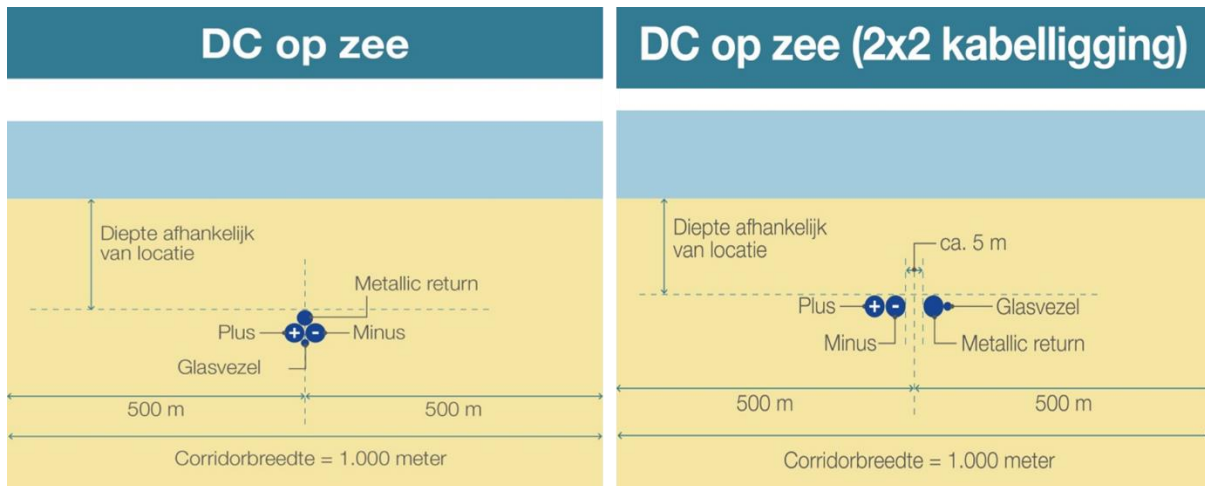 DC op zee
Diepte afhankelijk
van locatie
Metallic return
Plus
+
-
Minus
Glasvezel
500 m
500 m
Corridorbreedte = 1.000 meter
DC op zee (2x2 kabelligging)
Diepte afhankelijk
van locatie
ca. 5 m
Plus
+
-
Glasvezel
Minus
Metallic return
500 m
500 m
Corridorbreedte = 1.000 meter